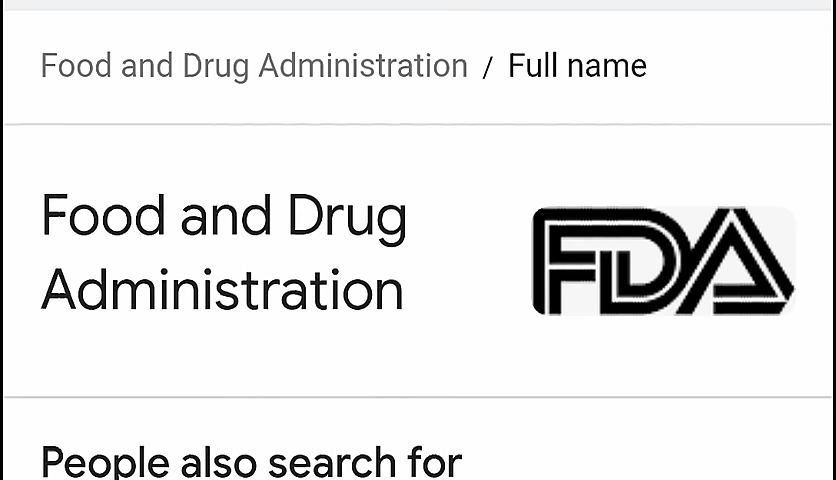 Food and Drug Administration / Full name
Food and Drug
Administration
FDA
People also search for